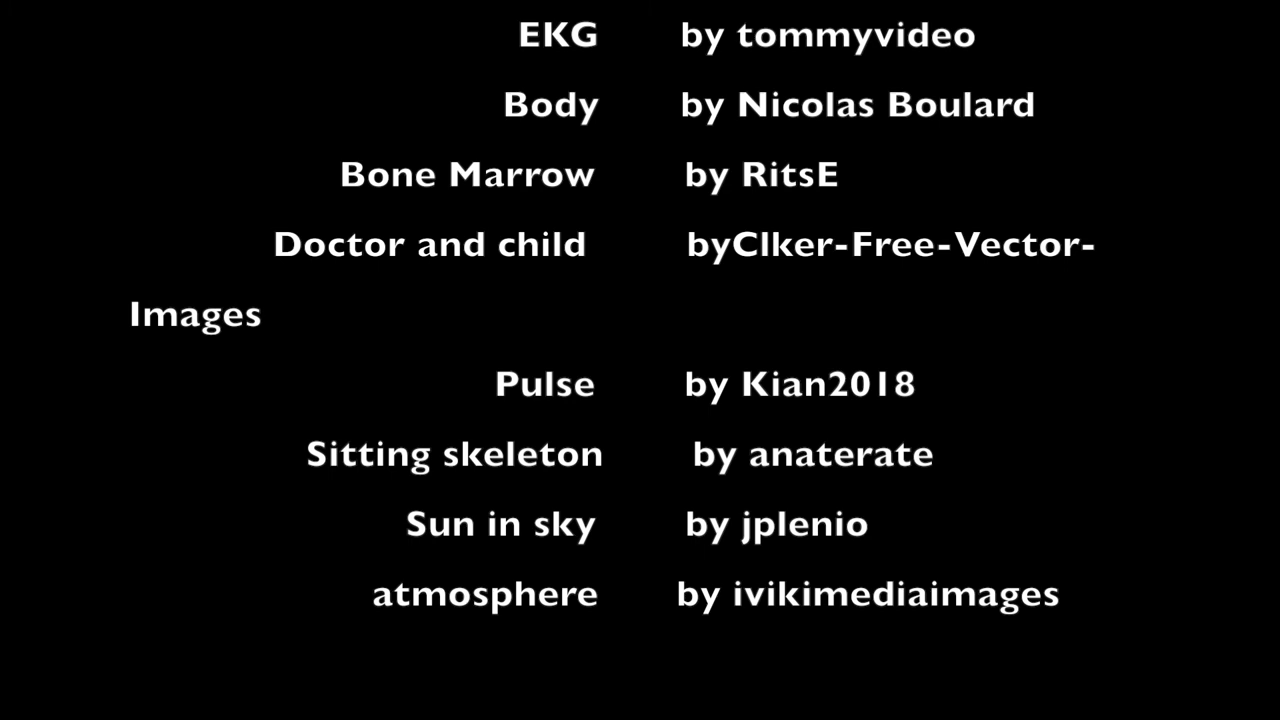 EKG by tommyvideo
Body by Nicolas Boulard
Bone Marrow by RitsE
Doctor and child byClker-Free-Vector-
Images
Pulse by Kian2018
Sitting skeleton by anaterate
Sun in sky by jplenio
atmosphere by ivikimediaimages